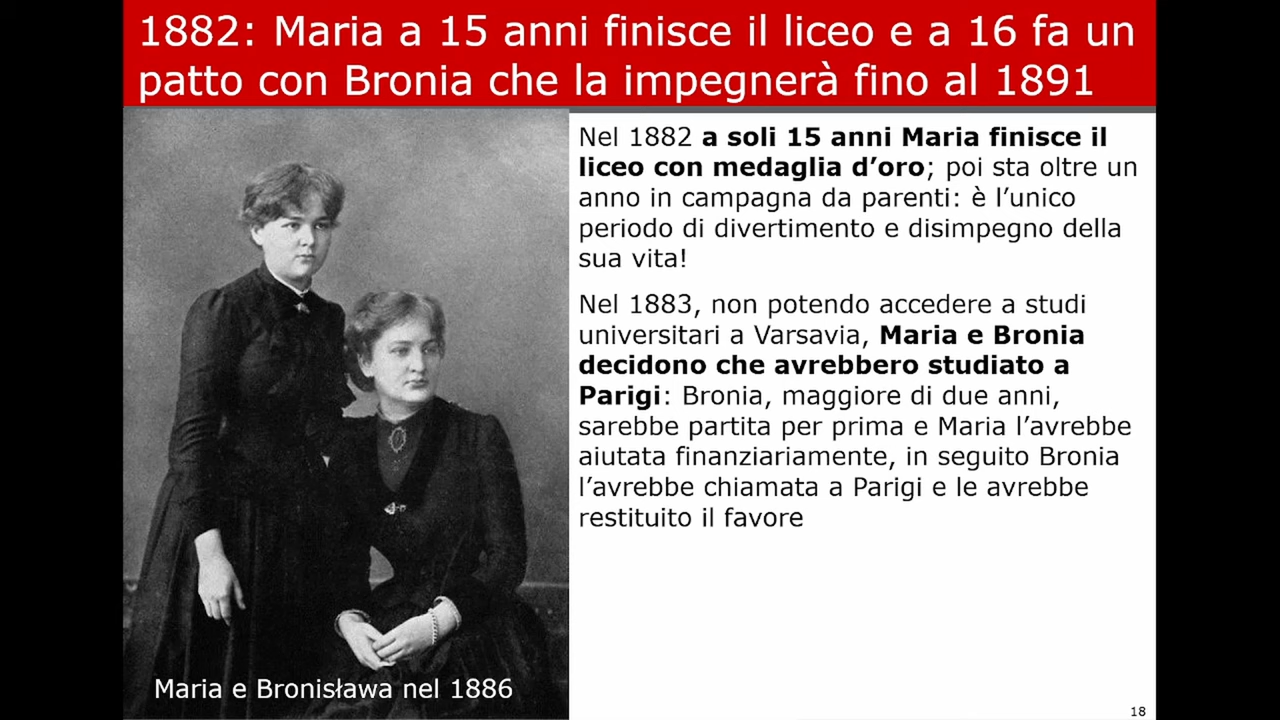 1882: Maria a 15 anni finisce il liceo e a 16 fa un
patto con Bronia che la impegnerà fino al 1891
Nel 1882 a soli 15 anni Maria finisce il
liceo con medaglia d’oro; poi sta oltre un
anno in campagna da parenti: è l’unico
periodo di divertimento e disimpegno della
sua vita!
Nel 1883, non potendo accedere a studi
universitari a Varsavia, Maria e Bronia
decidono che avrebbero studiato a
Parigi: Bronia, maggiore di due anni,
sarebbe partita per prima e Maria l’avrebbe
aiutata finanziariamente, in seguito Bronia
l’avrebbe chiamata a Parigi e le avrebbe
restituito il favore
Maria e Bronisława nel 1886
18